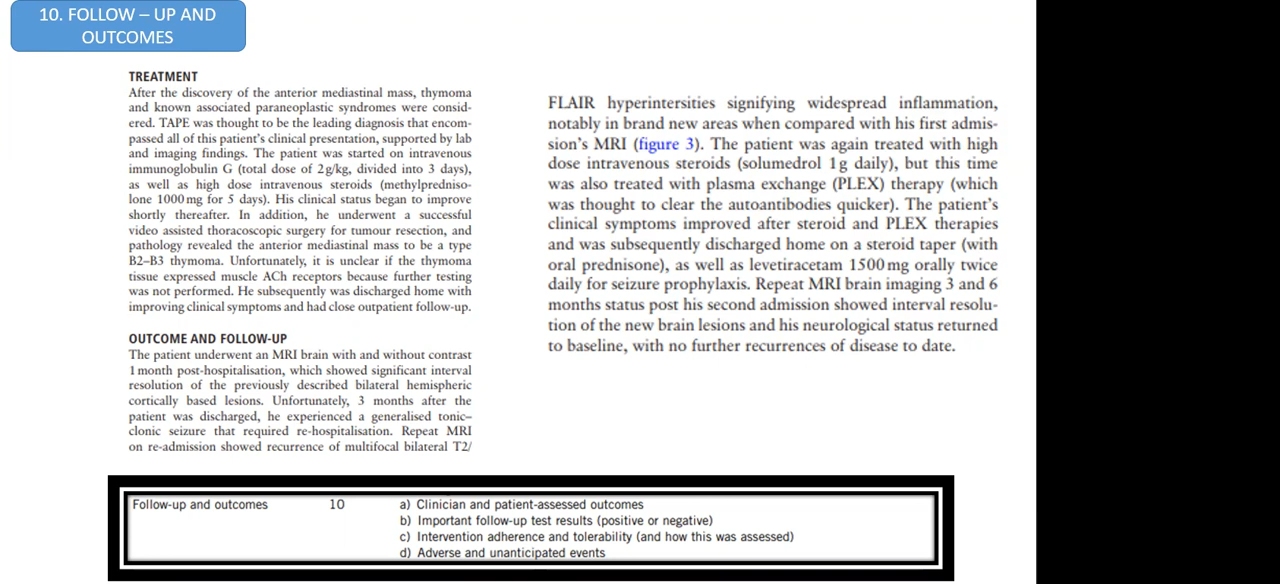 10. FOLLOW – UP AND
OUTCOMES
TREATMENT
After the discovery of the anterior mediastinal mass, thymoma
and known associated paraneoplastic syndromes were consid-
ered. TAPE was thought to be the leading diagnosis that encom-
passed all of this patient's clinical presentation, supported by lab
and imaging findings. The patient was started on intravenous
immunoglobulin G (total dose of 2 g/kg, divided into 3 days),
as well as high dose intravenous steroids (methylpredniso-
lone 1000 mg for 5 days). His clinical status began to improve
shortly thereafter. In addition, he underwent a successful
video assisted thoracoscopic surgery for tumour resection, and
pathology revealed the anterior mediastinal mass to be a type
B2–B3 thymoma. Unfortunately, it is unclear if the thymoma
tissue expressed muscle ACh receptors because further testing
was not performed. He subsequently was discharged home with
improving clinical symptoms and had close outpatient follow-up.
OUTCOME AND FOLLOW-UP
The patient underwent an MRI brain with and without contrast
1 month post-hospitalisation, which showed significant interval
resolution of the previously described bilateral hemispheric
cortically based lesions. Unfortunately, 3 months after the
patient was discharged, he experienced a generalised tonic–
clonic seizure that required re-hospitalisation. Repeat MRI
on re-admission showed recurrence of multifocal bilateral T2/
FLAIR hyperintersities signifying widespread inflammation,
notably in brand new areas when compared with his first admis-
sion's MRI (figure 3). The patient was again treated with high
dose intravenous steroids (solumedrol 1 g daily), but this time
was also treated with plasma exchange (PLEX) therapy (which
was thought to clear the autoantibodies quicker). The patient's
clinical symptoms improved after steroid and PLEX therapies
and was subsequently discharged home on a steroid taper (with
oral prednisone), as well as levetiracetam 1500 mg orally twice
daily for seizure prophylaxis. Repeat MRI brain imaging 3 and 6
months status post his second admission showed interval resolu-
tion of the new brain lesions and his neurological status returned
to baseline, with no further recurrences of disease to date.
Follow-up and outcomes 10 a) Clinician and patient-assessed outcomes
b) Important follow-up test results (positive or negative)
c) Intervention adherence and tolerability (and how this was assessed)
d) Adverse and unanticipated events